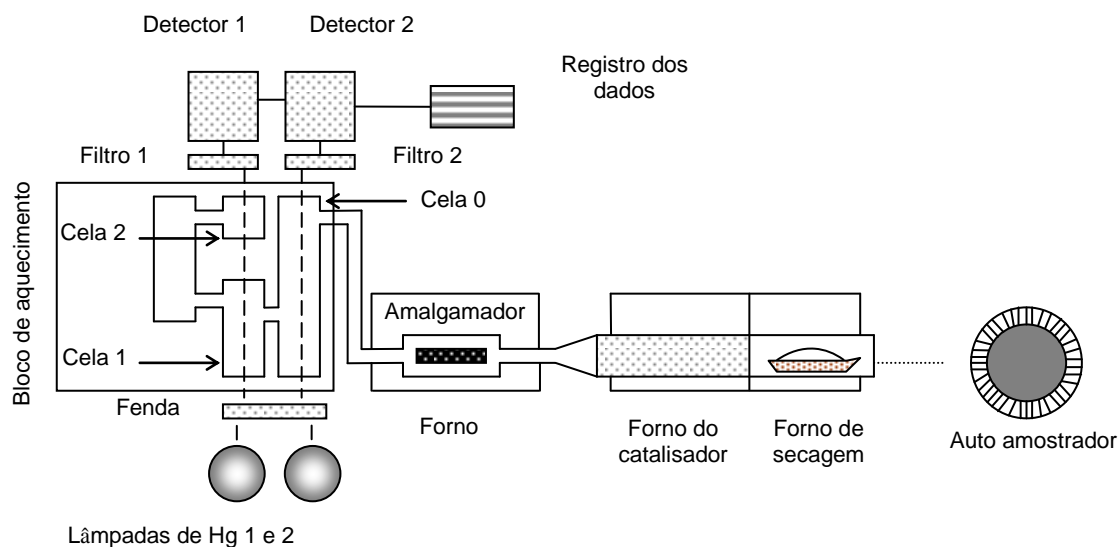 Detector 1
Detector 2
Registro dos
dados
Filtro 1
Filtro 2
Bloco de aquecimento
Cela 0
Cela 2
Cela 1
Amalgamador
Fenda
Forno
Forno do
catalisador
Forno de
secagem
Auto amostrador
Lâmpadas de Hg 1 e 2